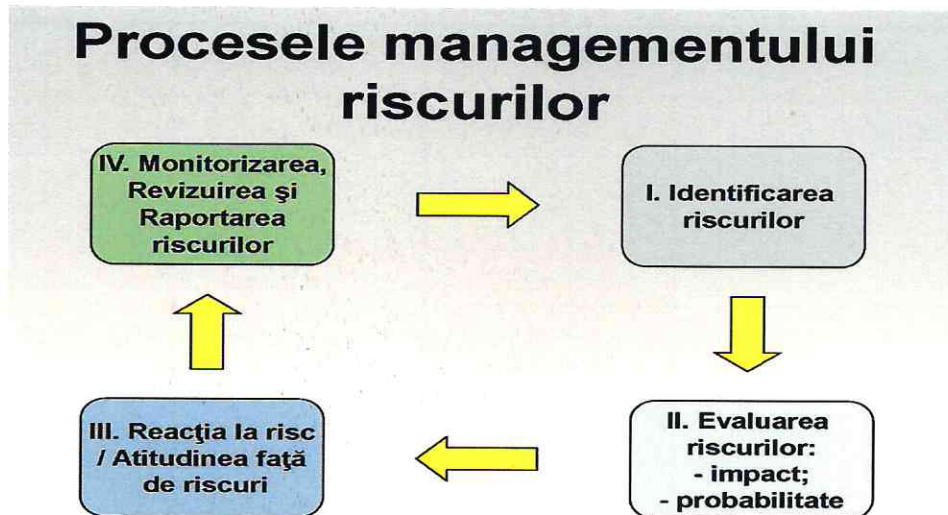 Procesele managementului
riscurilor
IV. Monitorizarea,
Revizuirea şi
Raportarea
riscurilor
I. Identificarea
riscurilor
II. Evaluarea
riscurilor:
- impact;
- probabilitate
III. Reacţia la risc
/ Atitudinea faţă
de riscuri